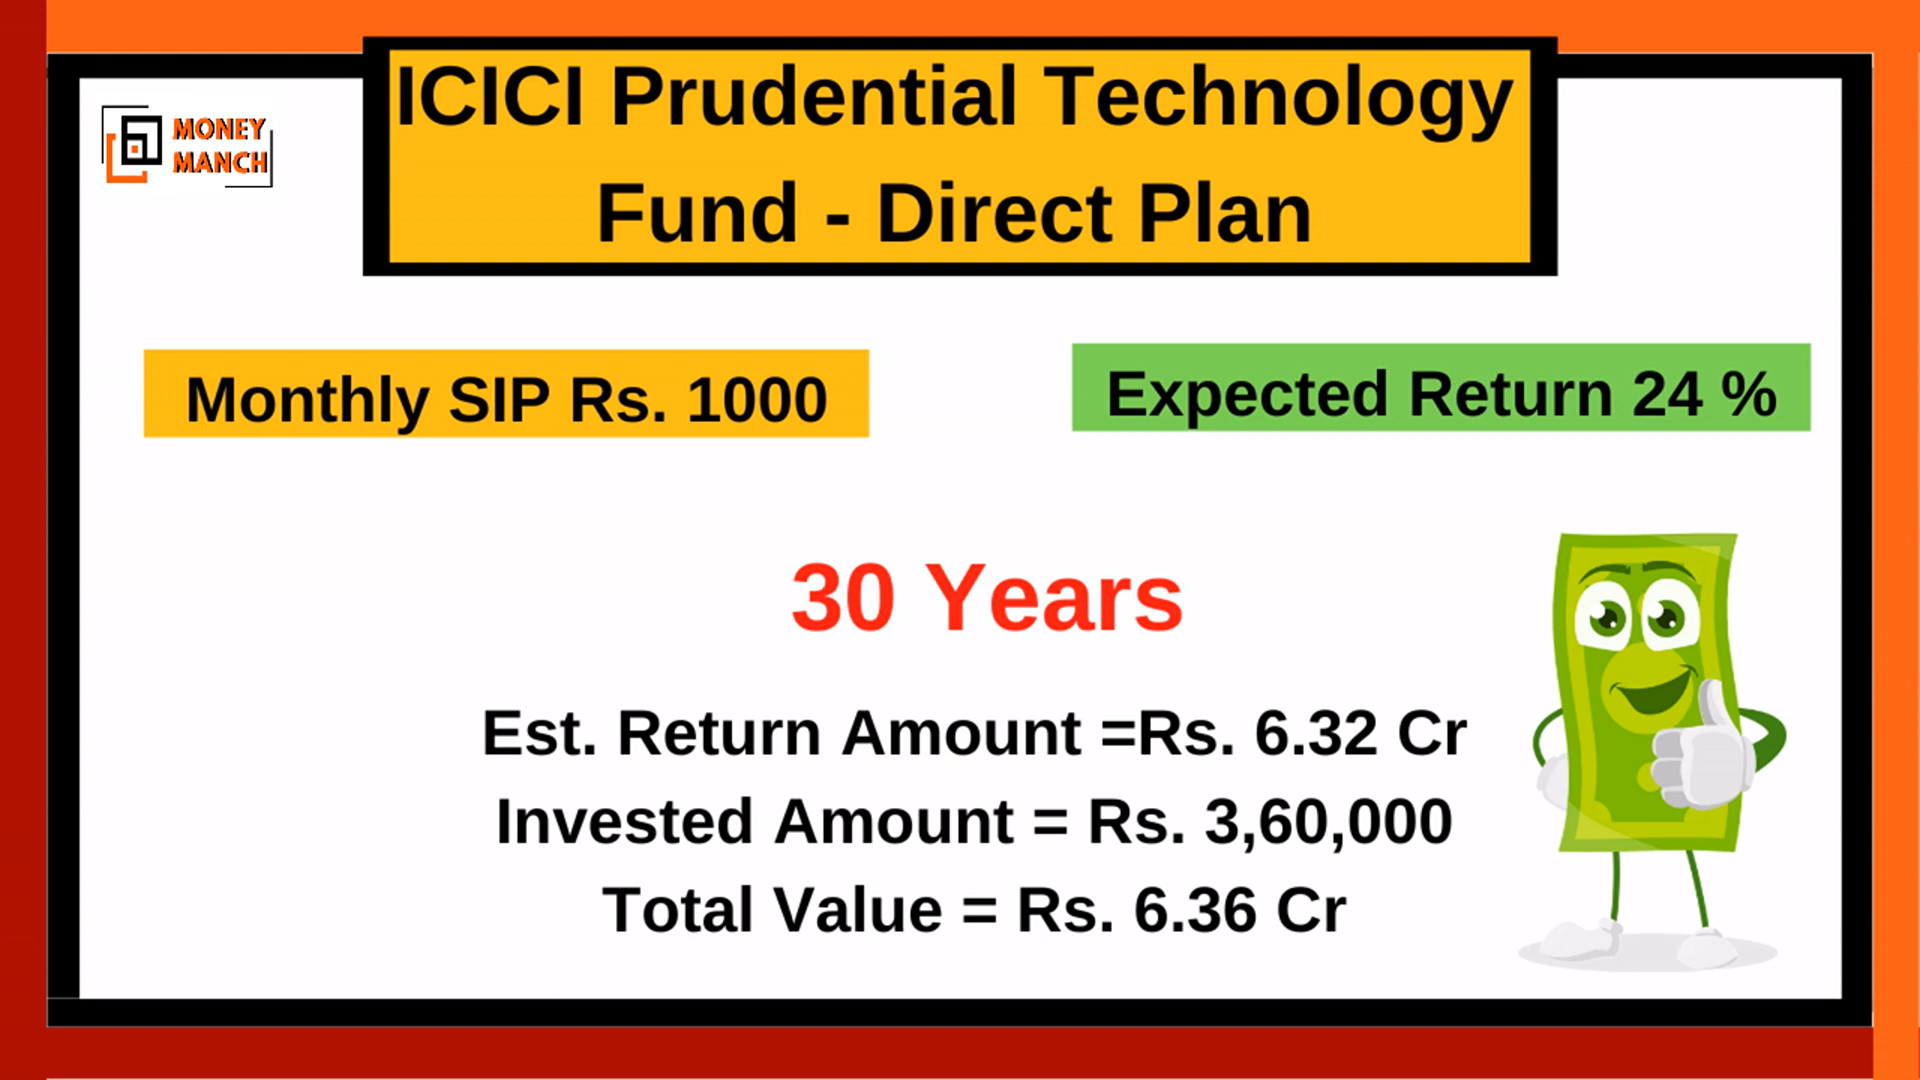 ICICI Prudential Technology
Fund - Direct Plan
MONEY
MANCH
Monthly SIP Rs. 1000
Expected Return 24 %
30 Years
Est. Return Amount =Rs. 6.32 Cr
Invested Amount = Rs. 3,60,000
Total Value = Rs. 6.36 Cr